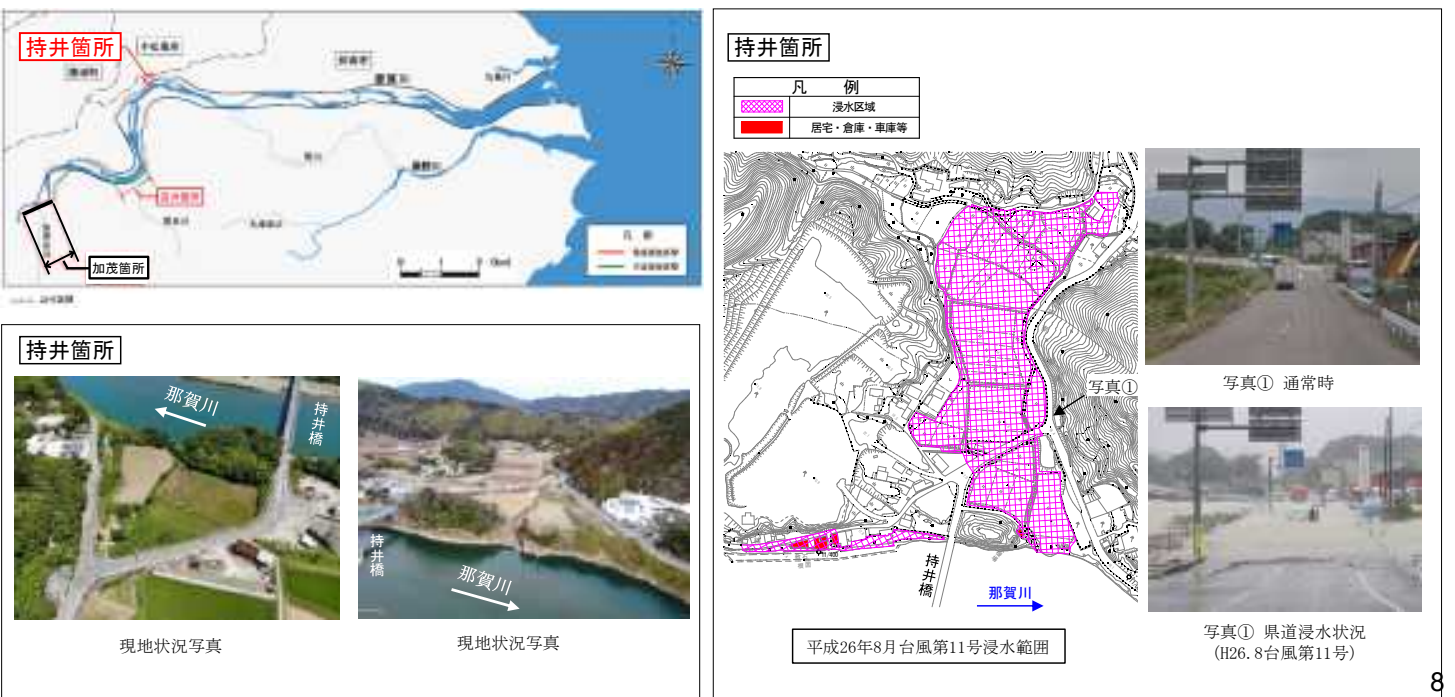 持井箇所
那賀川
加茂箇所
凡 例
持井箇所
那賀川
持井橋
現地状況写真
持井橋
那賀川
現地状況写真
持井箇所
凡 例
浸水区域
居宅・倉庫・車庫等
写真①
持井橋
那賀川
平成26年8月台風第11号浸水範囲
写真① 通常時
写真① 県道浸水状況
(H26.8台風第11号)
8